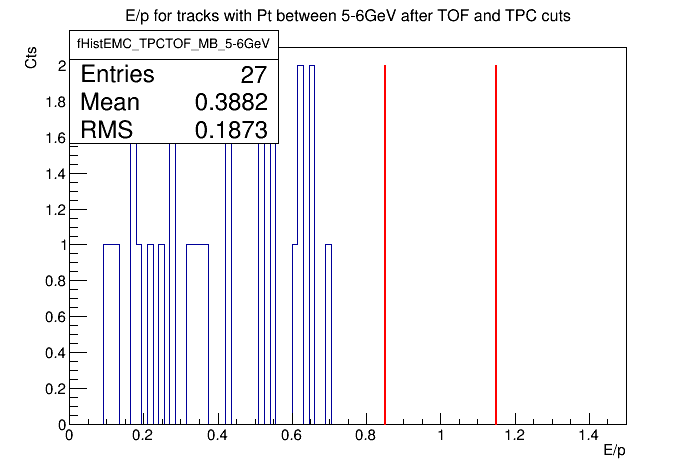 E/p for tracks with Pt between 5-6GeV after TOF and TPC cuts
fHistEMC_TPCTOF_MB_5-6GeV
Entries 27
Mean 0.3882
RMS 0.1873
Cts
2
1.8
1.6
1.4
1.2
1
0.8
0.6
0.4
0.2
0
0 0.2 0.4 0.6 0.8 1 1.2 1.4
E/p